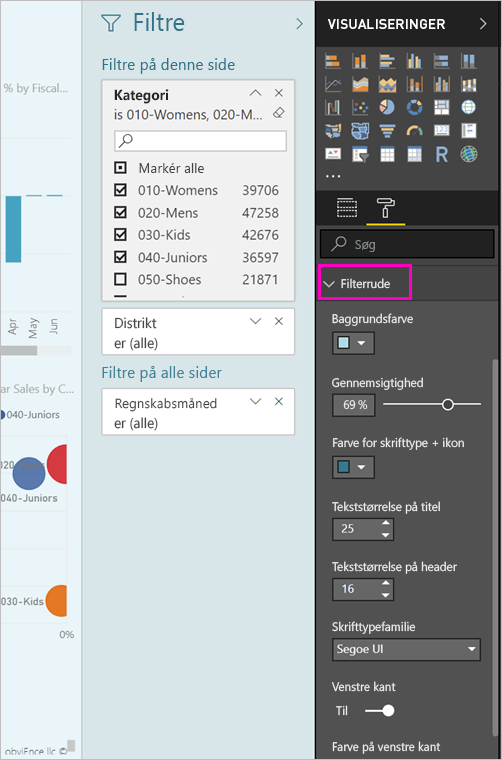 % by Fiscal...
Apr
May
Jun
ar Sales by C...
040-Juniors
040-Juniors
030-Kids
0%
obviEnce llc ©
Filtre
Filtre på denne side
Kategori
is 010-Womens, 020-M...
Markér alle
010-Womens 39706
020-Mens 47258
030-Kids 42676
040-Juniors 36597
050-Shoes 21871
Distrikt
er (alle)
Filtre på alle sider
Regnskabsmåned
er (alle)
VISUALISERINGER
R
...
Søg
Filterrude
Baggrundsfarve
Gennemsigtighed
69 %
Farve for skrifttype + ikon
Tekststørrelse på titel
25
Tekststørrelse på header
16
Skrifttypefamilie
Segoe UI
Venstre kant
Til
Farve på venstre kant